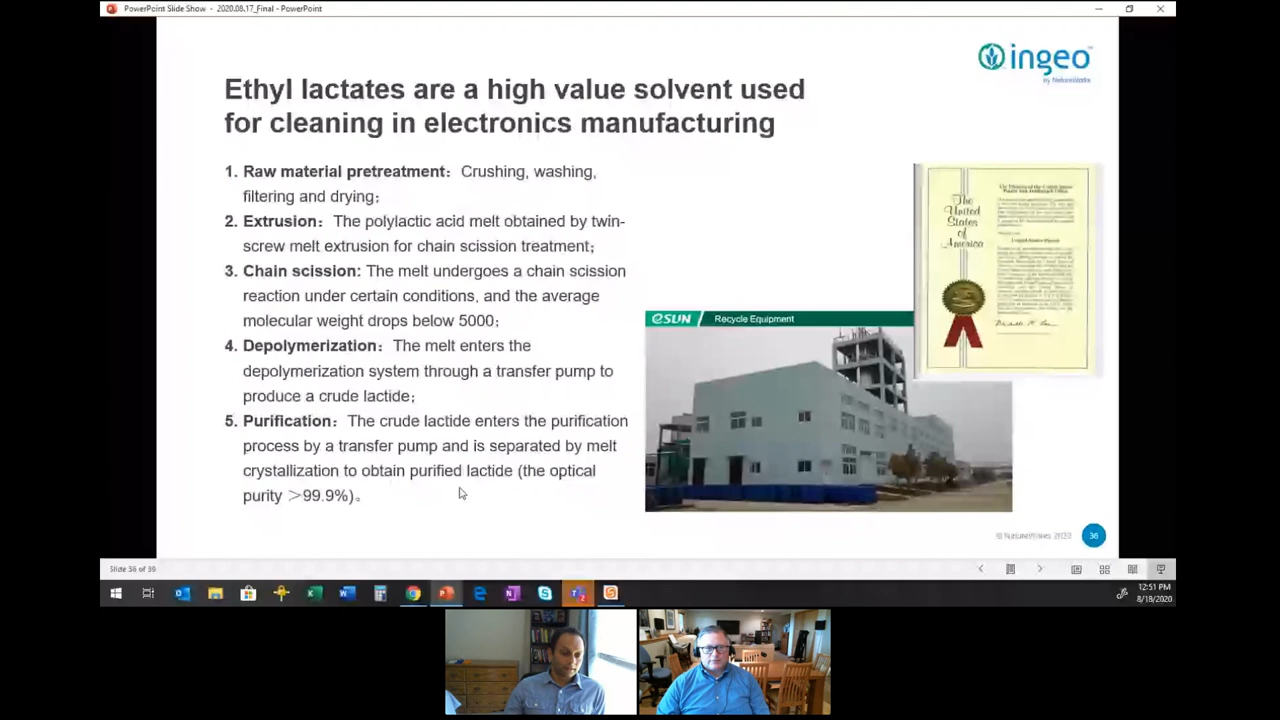 PowerPoint Slide Show - 2020.08.17_Final - PowerPoint
ingeo
by NatureWorks
Ethyl lactates are a high value solvent used
for cleaning in electronics manufacturing
1. Raw material pretreatment： Crushing, washing,
filtering and drying;
2. Extrusion： The polylactic acid melt obtained by twin-
screw melt extrusion for chain scission treatment;
3. Chain scission: The melt undergoes a chain scission
reaction under certain conditions, and the average
molecular weight drops below 5000;
4. Depolymerization： The melt enters the
depolymerization system through a transfer pump to
produce a crude lactide;
5. Purification： The crude lactide enters the purification
process by a transfer pump and is separated by melt
crystallization to obtain purified lactide (the optical
purity ＞99.9%)。
The
United
States
of
America
eSUN
Recycle Equipment
© NatureWorks 2020
36
Slide 36 of 39
12:51 PM
8/18/2020